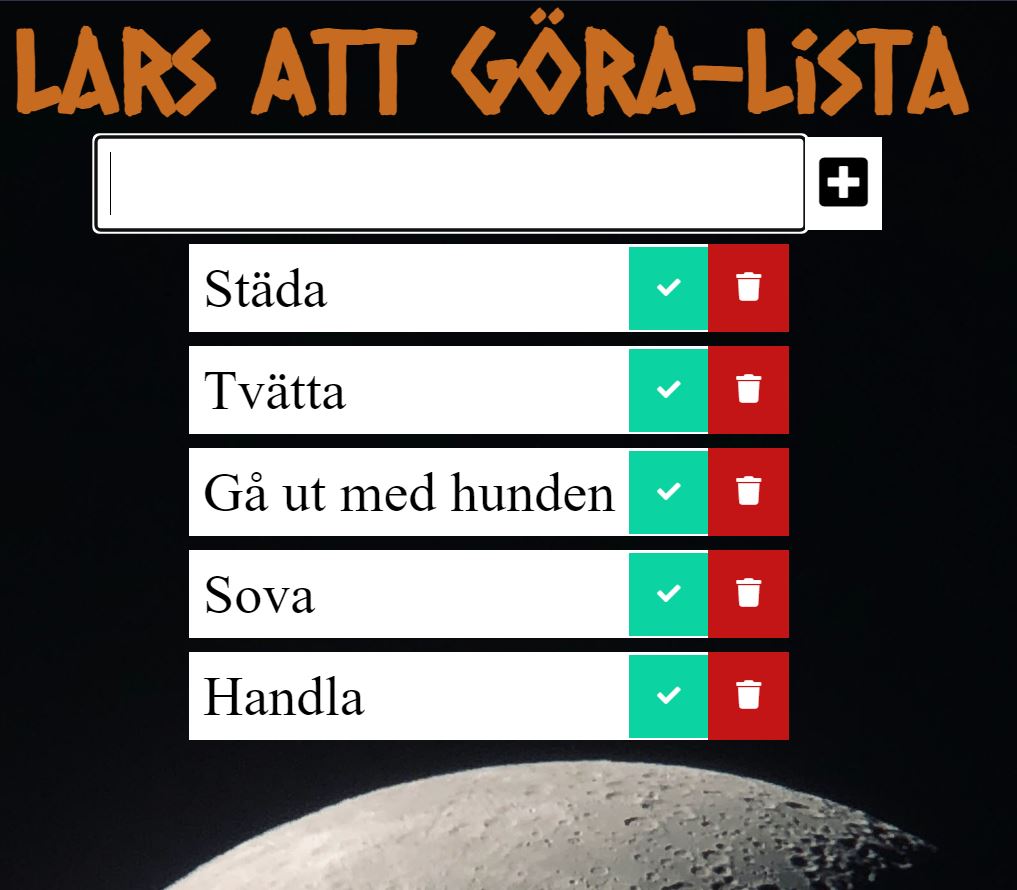 LARS ATT GÖRA-LiSTA
Städa
Tvätta
Gå ut med hunden
Sova
Handla